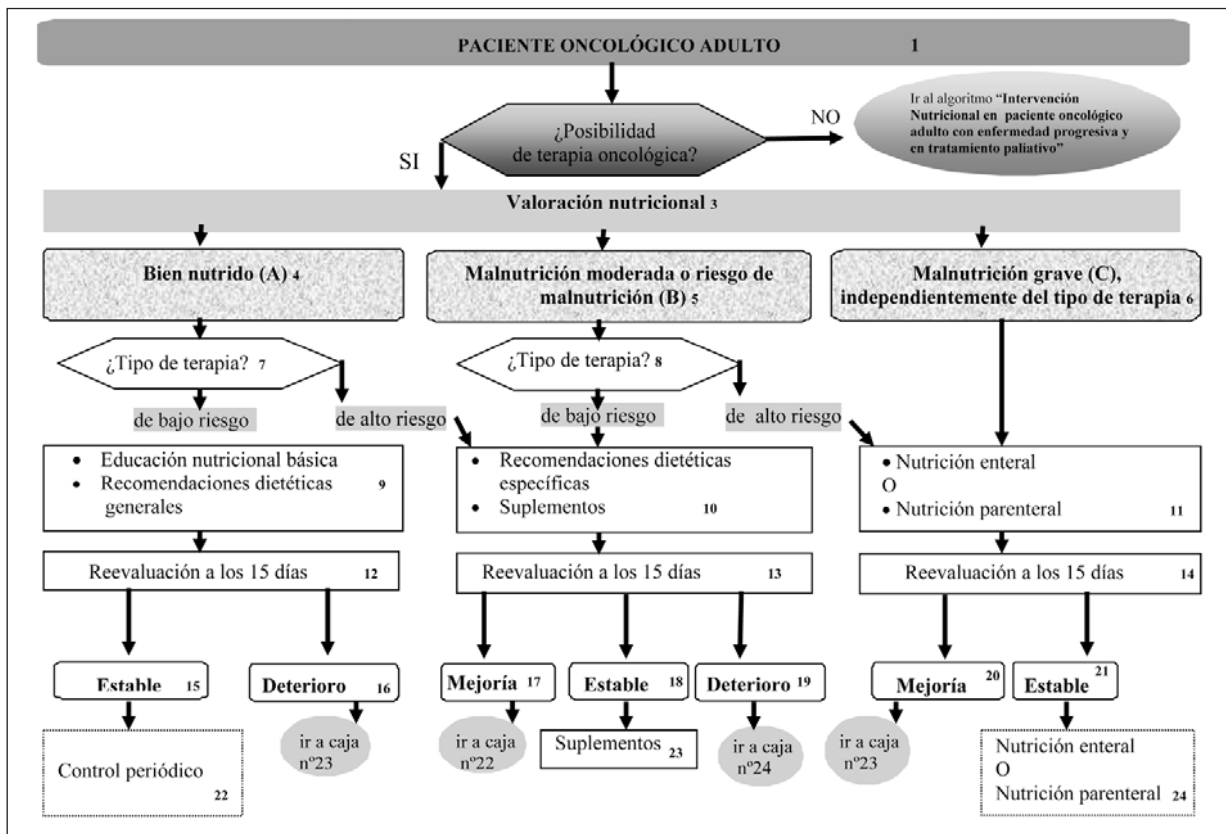 PACIENTE ONCOLÓGICO ADULTO 1
¿Posibilidad
de terapia oncológica?
NO
Ir al algoritmo “Intervención
Nutricional en paciente oncológico
adulto con enfermedad progresiva y
en tratamiento paliativo”
SI
Valoración nutricional 3
Bien nutrido (A) 4
Malnutrición moderada o riesgo de
malnutrición (B) 5
Malnutrición grave (C),
independientemente del tipo de terapia 6
¿Tipo de terapia? 7
¿Tipo de terapia? 8
de bajo riesgo
de alto riesgo
de bajo riesgo
de alto riesgo
• Educación nutricional básica
• Recomendaciones dietéticas 9
generales
• Recomendaciones dietéticas
específicas
• Suplementos 10
• Nutrición enteral
O
• Nutrición parenteral 11
Reevaluación a los 15 días 12
Reevaluación a los 15 días 13
Reevaluación a los 15 días 14
Estable 15
Deterioro 16
Mejoría 17
Estable 18
Deterioro 19
Mejoría 20
Estable 21
Control periódico
22
ir a caja
nº23
ir a caja
nº22
Suplementos 23
ir a caja
nº24
ir a caja
nº23
Nutrición enteral
O
Nutrición parenteral 24